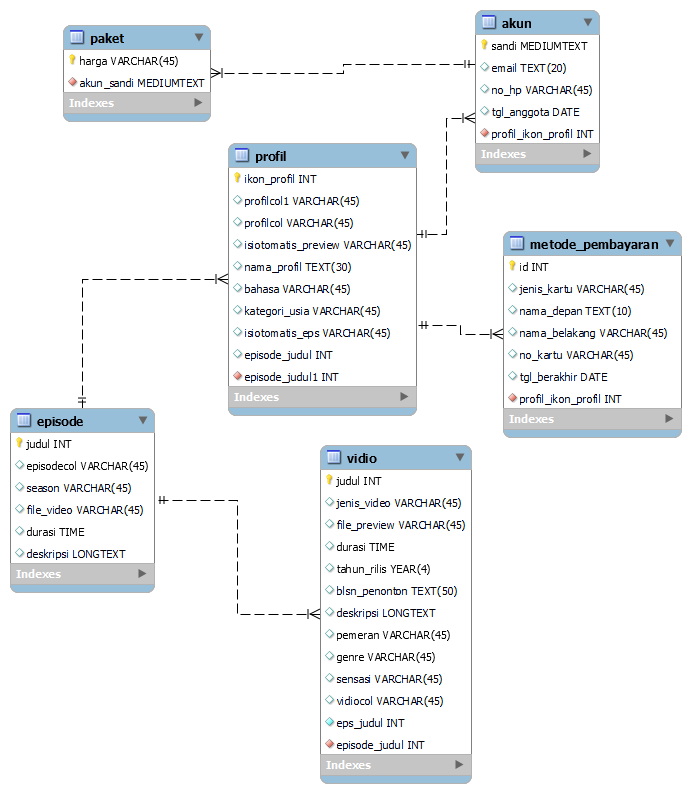 paket
harga VARCHAR(45)
akun_sandi MEDIUMTEXT
Indexes
akun
sandi MEDIUMTEXT
email TEXT(20)
no_hp VARCHAR(45)
tgl_anggota DATE
profil_ikon_profil INT
Indexes
profil
ikon_profil INT
profilcol1 VARCHAR(45)
profilcol VARCHAR(45)
isiotomatis_preview VARCHAR(45)
nama_profil TEXT(30)
bahasa VARCHAR(45)
kategori_usia VARCHAR(45)
isiotomatis_eps VARCHAR(45)
episode_judul INT
episode_judul1 INT
Indexes
metode_pembayaran
id INT
jenis_kartu VARCHAR(45)
nama_depan TEXT(10)
nama_belakang VARCHAR(45)
no_kartu VARCHAR(45)
tgl_berakhir DATE
profil_ikon_profil INT
Indexes
episode
judul INT
episodecol VARCHAR(45)
season VARCHAR(45)
file_video VARCHAR(45)
durasi TIME
deskripsi LONGTEXT
Indexes
vidio
judul INT
jenis_video VARCHAR(45)
file_preview VARCHAR(45)
durasi TIME
tahun_rilis YEAR(4)
blsn_penonton TEXT(50)
deskripsi LONGTEXT
pemeran VARCHAR(45)
genre VARCHAR(45)
sensasi VARCHAR(45)
vidiocol VARCHAR(45)
eps_judul INT
episode_judul INT
Indexes